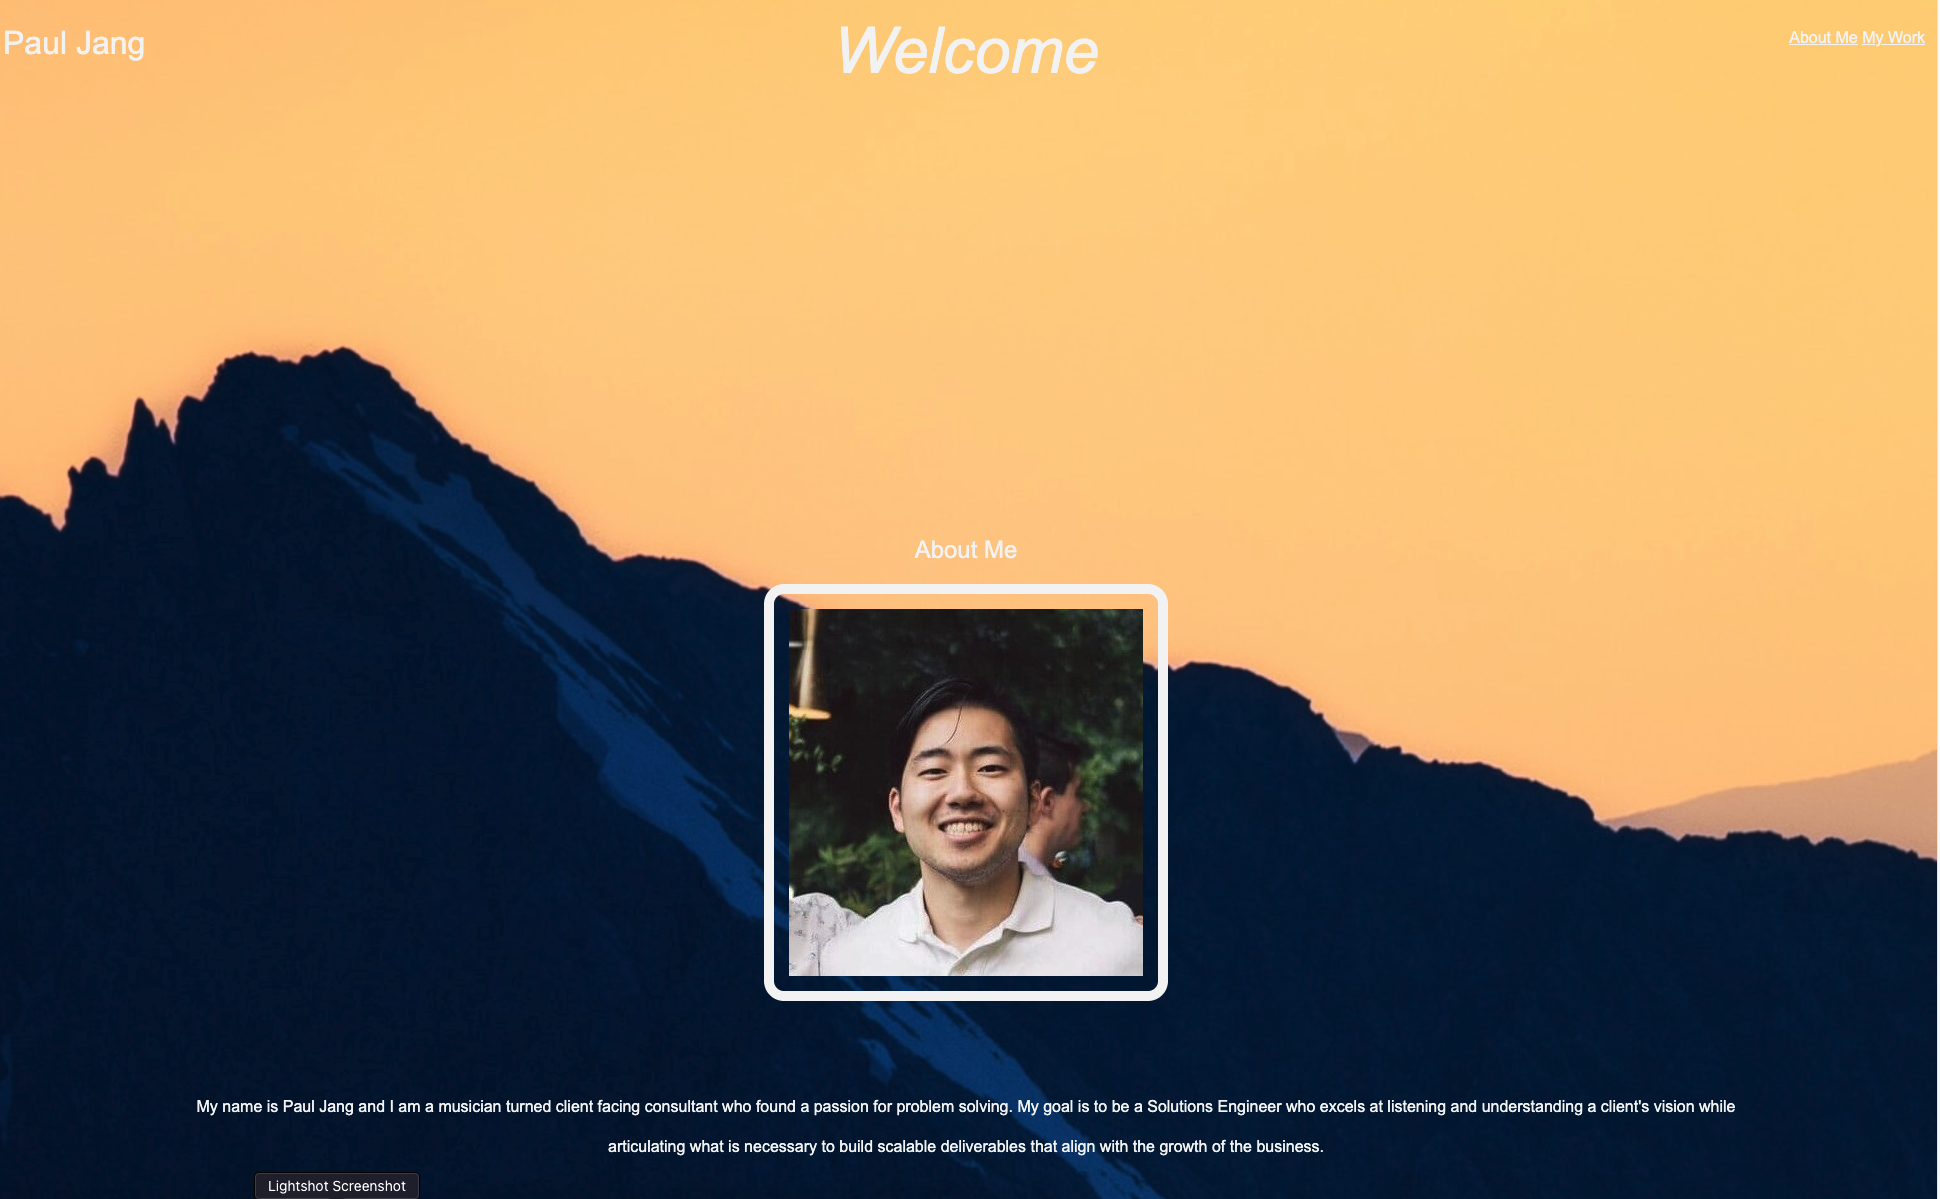 Paul Jang
Welcome
About Me My Work
About Me
My name is Paul Jang and I am a musician turned client facing consultant who found a passion for problem solving. My goal is to be a Solutions Engineer who excels at listening and understanding a client's vision while
articulating what is necessary to build scalable deliverables that align with the growth of the business.
Lightshot Screenshot